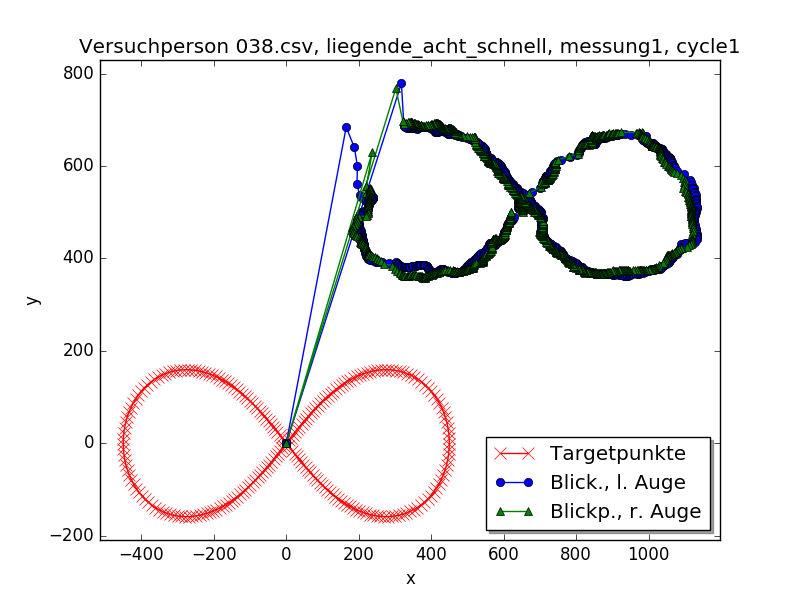 Versuchperson 038.csv, liegende_acht_schnell, messung1, cycle1
800
600
400
200
0
−200
y
−400
−200
0
200
400
600
800
1000
x
Targetpunkte
Blick., l. Auge
Blickp., r. Auge